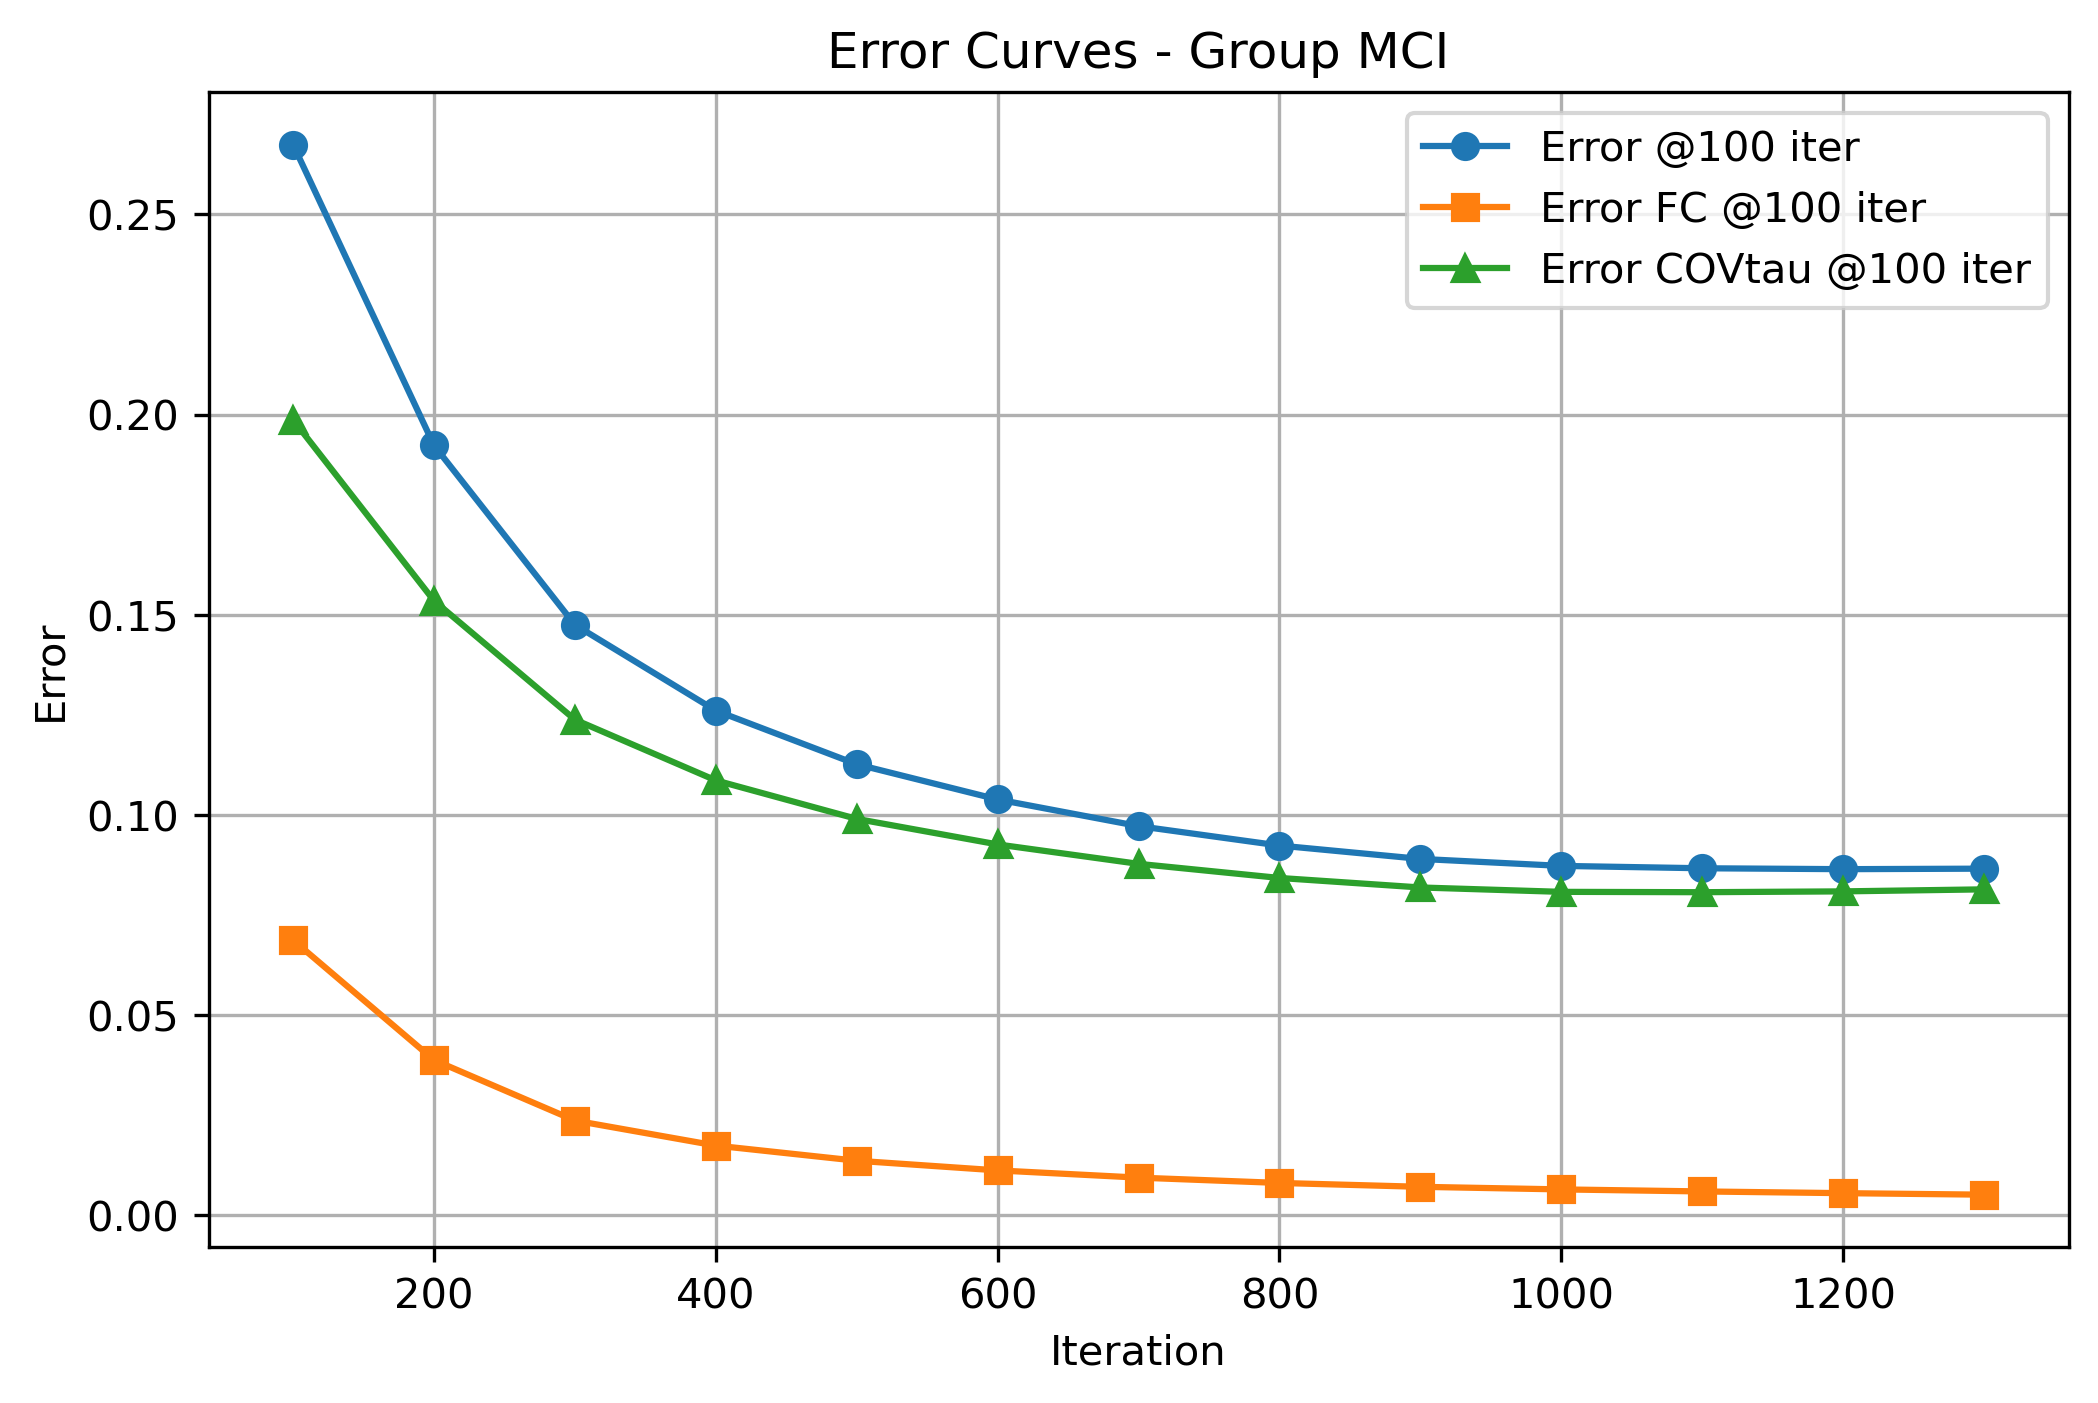 Error Curves - Group MCI
Error @100 iter
Error FC @100 iter
Error COVtau @100 iter
0.25
0.20
0.15
0.10
0.05
0.00
Error
200 400 600 800 1000 1200
Iteration